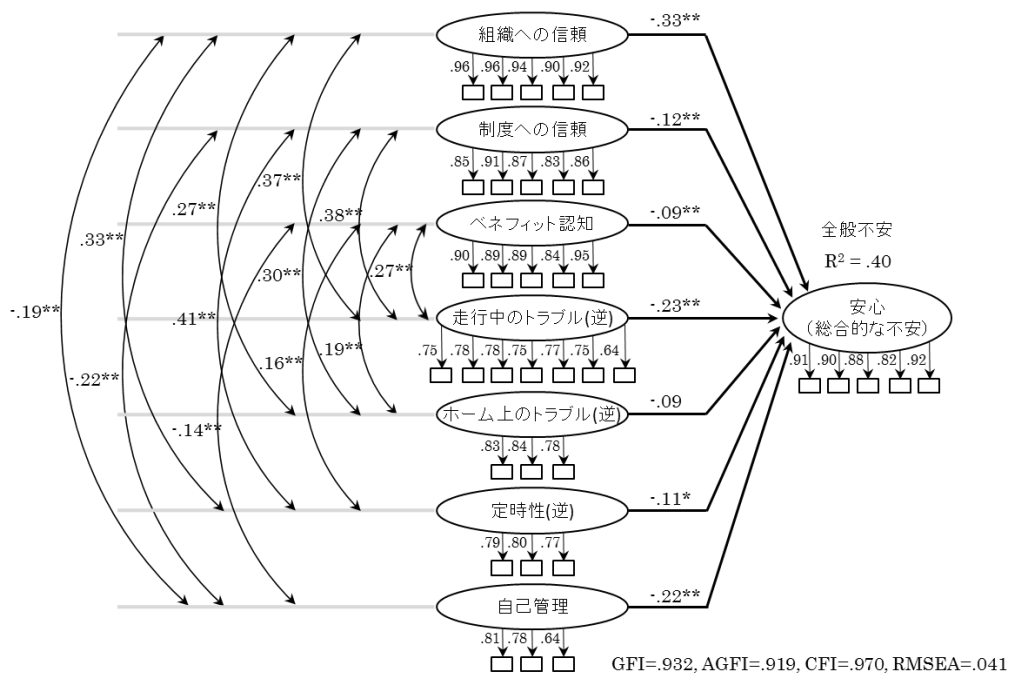 組織への信頼
-.33**
.96 .96 .94 .90 .92
制度への信頼
-.12**
.85 .91 .87 .83 .86
.37**
.27**
.38**
.33**
ベネフィット認知
-.09**
.90 .89 .89 .84 .95
全般不安
R² = .40
.30**
.27**
-.19**
.41**
走行中のトラブル(逆)
-.23**
安心
(総合的な不安)
.75 .78 .78 .75 .77 .75 .64
.91 .90 .88 .82 .92
.16**
.19**
-.22**
-.14**
ホーム上のトラブル(逆)
-.09
.83 .84 .78
定時性(逆)
-.11*
.79 .80 .77
自己管理
-.22**
.81 .78 .64
GFI=.932, AGFI=.919, CFI=.970, RMSEA=.041